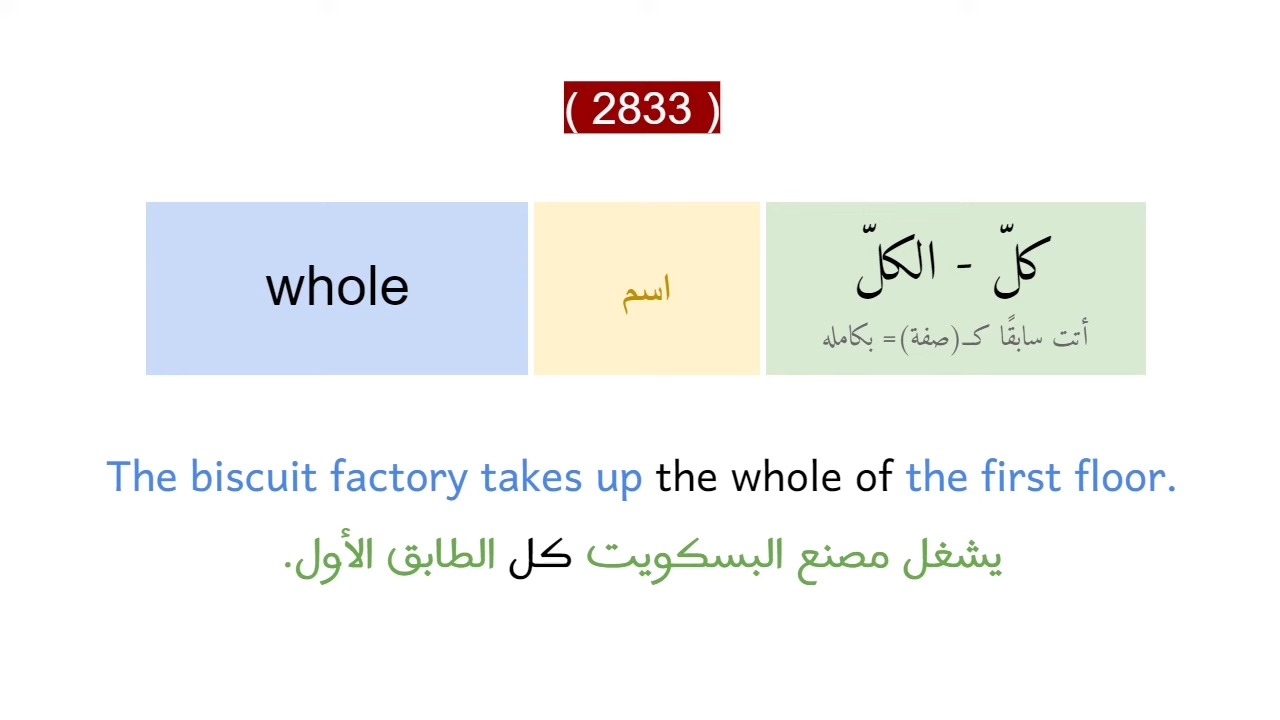 ( 2833 )
whole
اسم
كلّ - الكلّ
أتت سابقًا كـ(صفة)= بكامله
The biscuit factory takes up the whole of the first floor.
يشغل مصنع البسكويت كل الطابق الأول.